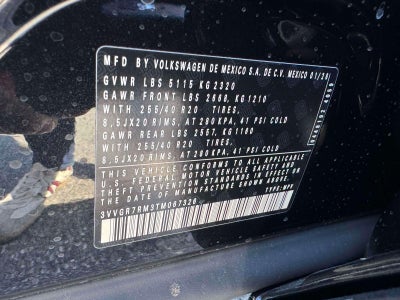 MFD BY VOLKSWAGEN DE MEXICO S.A. DE C.V. MEXICO 01/26
GVWR LBS 5115 KG 2320
GAWR FRONT LBS 2668, KG 1210
WITH 255/40 R20 TIRES,
8,5JX20 RIMS, AT 280 KPA, 41 PSI COLD
GAWR REAR LBS 2557, KG 1160
WITH 255/40 R20 TIRES,
8,5JX20 RIMS, AT 280 KPA, 41 PSI COLD
THIS VEHICLE CONFORMS TO ALL APPLICABLE
U.S. FEDERAL MOTOR VEHICLE SAFETY AND
THEFT PREVENTION STANDARDS IN EFFECT ON
THE DATE OF MANUFACTURE SHOWN ABOVE.
TYPE: MPV